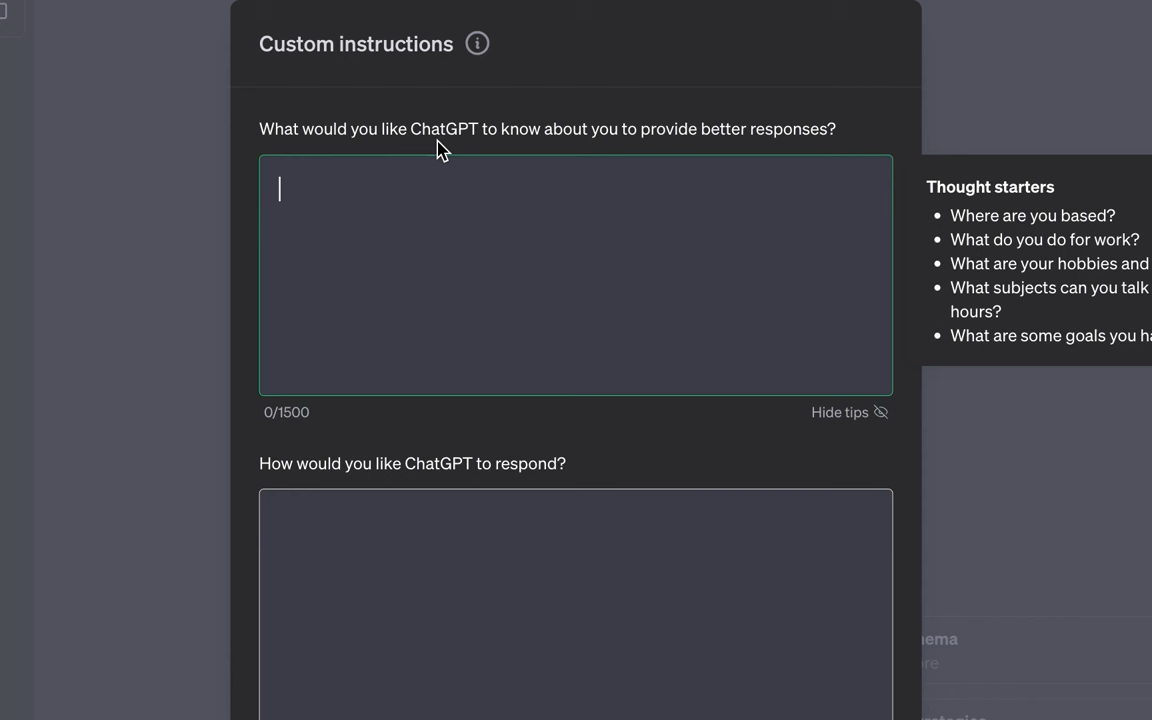 Custom instructions
What would you like ChatGPT to know about you to provide better responses?
Thought starters
• Where are you based?
• What do you do for work?
• What are your hobbies and
• What subjects can you talk
hours?
• What are some goals you
0/1500
Hide tips
How would you like ChatGPT to respond?